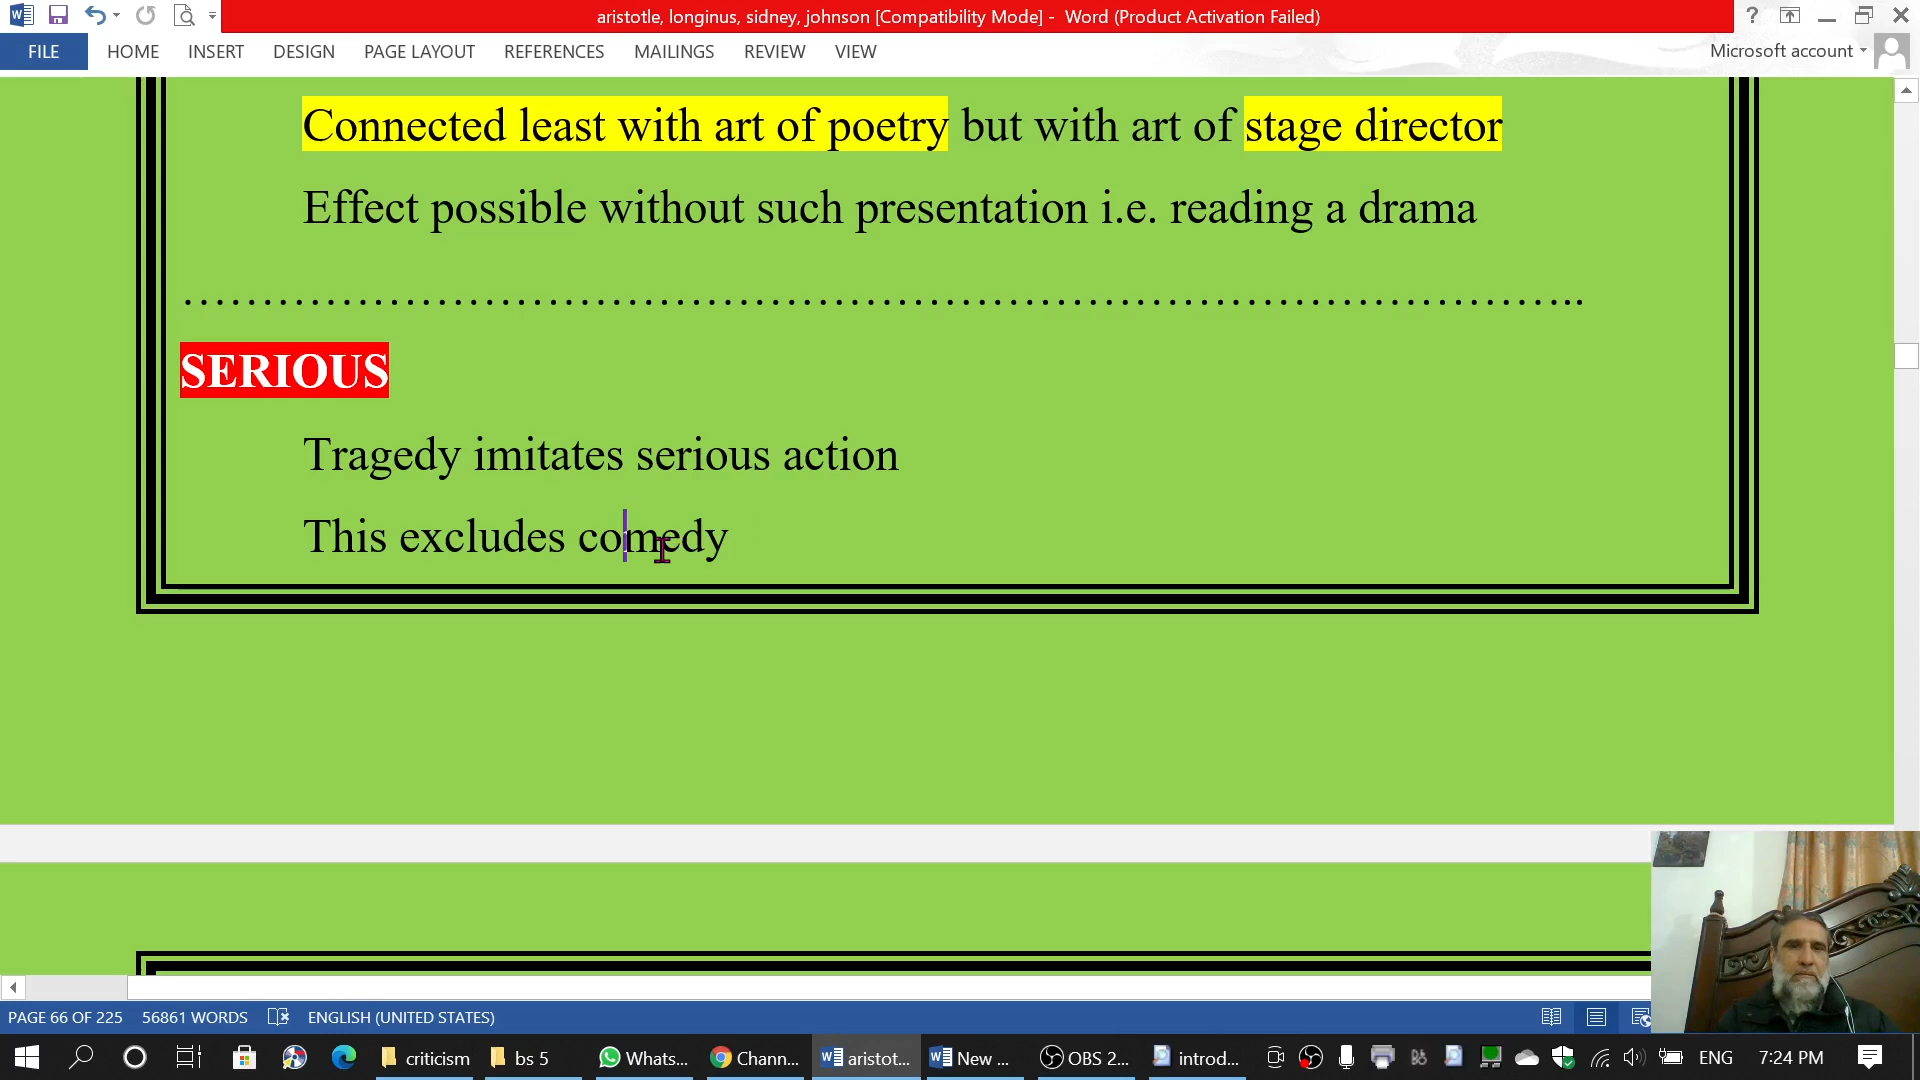 aristotle, longinus, sidney, johnson [Compatibility Mode] - Word (Product Activation Failed)
FILE HOME INSERT DESIGN PAGE LAYOUT REFERENCES MAILINGS REVIEW VIEW
Microsoft account
Connected least with art of poetry but with art of stage director
Effect possible without such presentation i.e. reading a drama
………………………………………………………………………………..
SERIOUS
Tragedy imitates serious action
This excludes comedy
PAGE 66 OF 225 56861 WORDS ENGLISH (UNITED STATES)
criticism bs 5 Whats... Chann... aristot... New ... OBS 2... introd... ENG 7:24 PM